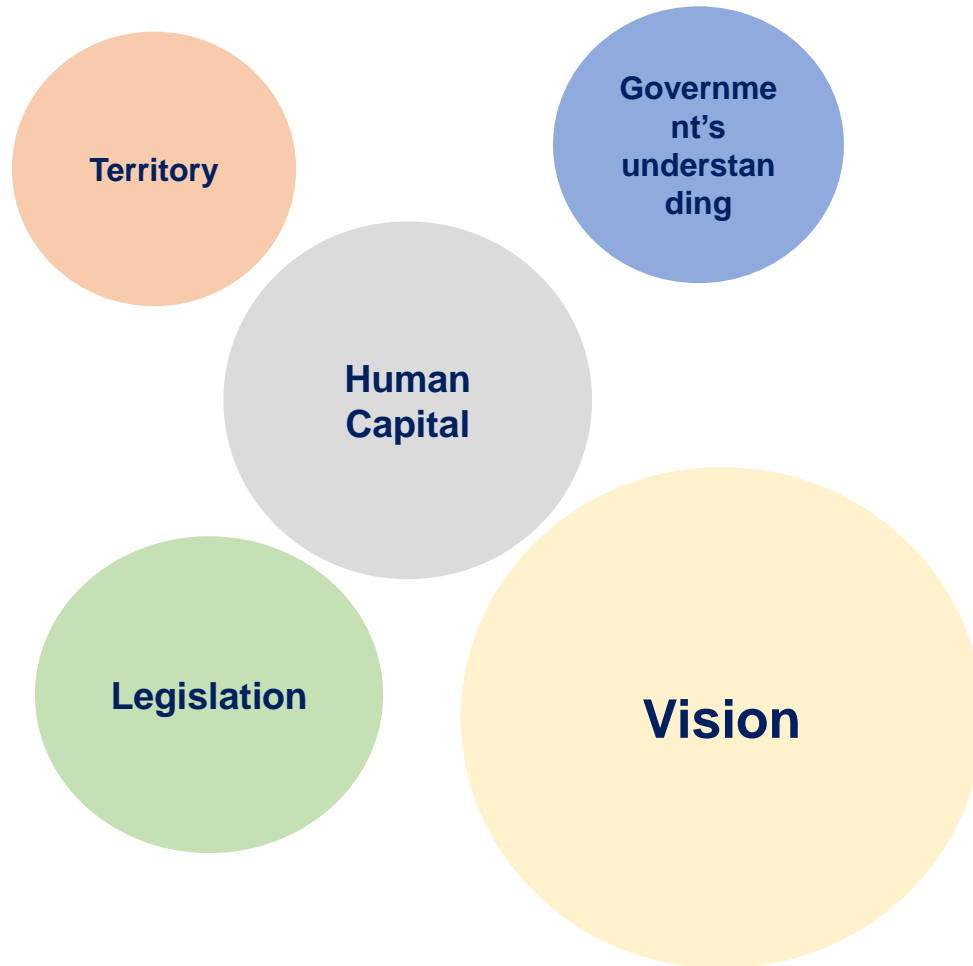 Territory
Governme
nt’s
understan
ding
Human
Capital
Legislation
Vision